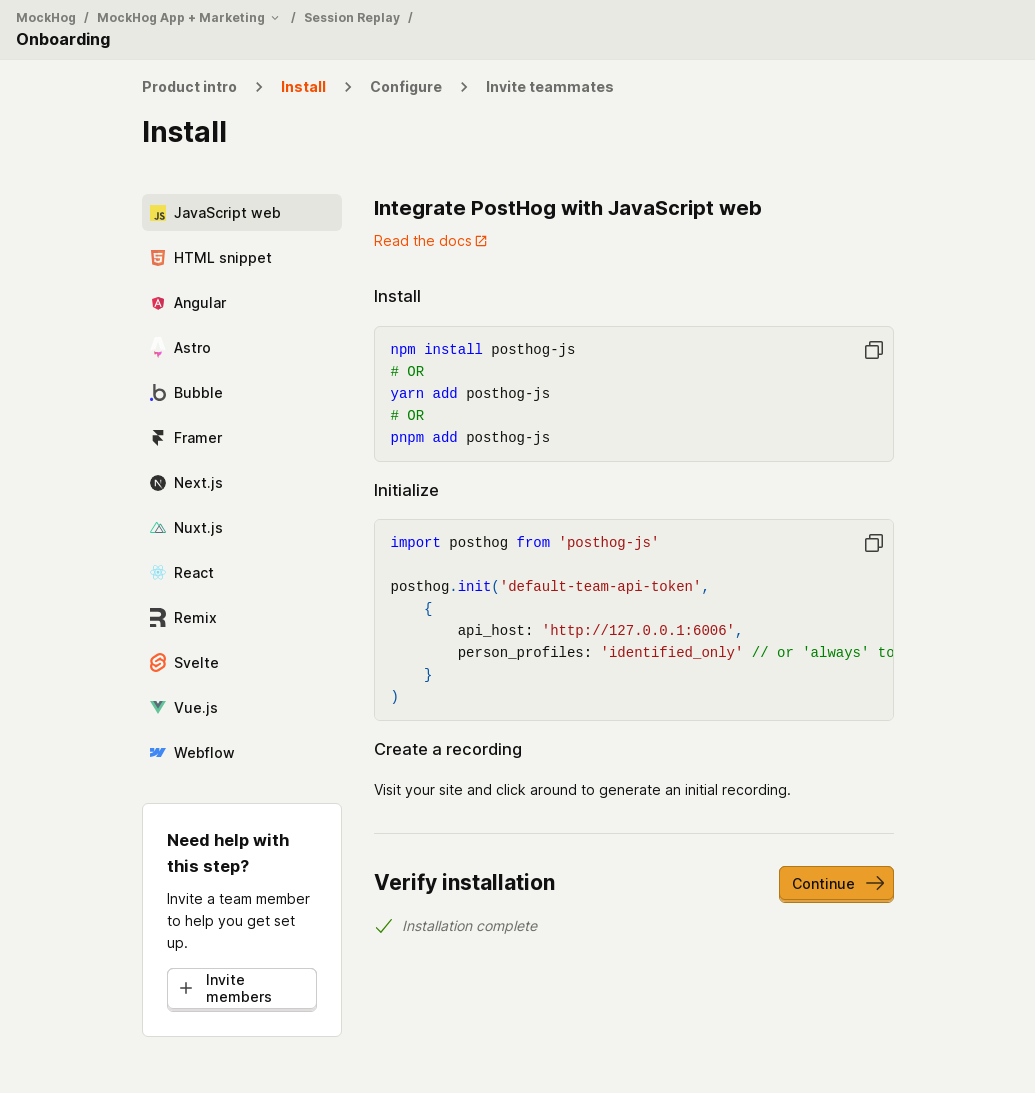 MockHog / MockHog App + Marketing / Session Replay /
Onboarding
Product intro > Install > Configure > Invite teammates
Install
JavaScript web
HTML snippet
Angular
Astro
Bubble
Framer
Next.js
Nuxt.js
React
Remix
Svelte
Vue.js
Webflow
Need help with
this step?
Invite a team member
to help you get set
up.
Invite
members
Integrate PostHog with JavaScript web
Read the docs
Install
npm install posthog-js
# OR
yarn add posthog-js
# OR
pnpm add posthog-js
Initialize
import posthog from 'posthog-js'
posthog.init('default-team-api-token',
{
api_host: 'http://127.0.0.1:6006',
person_profiles: 'identified_only' // or 'always' to
}
)
Create a recording
Visit your site and click around to generate an initial recording.
Verify installation
Continue
Installation complete